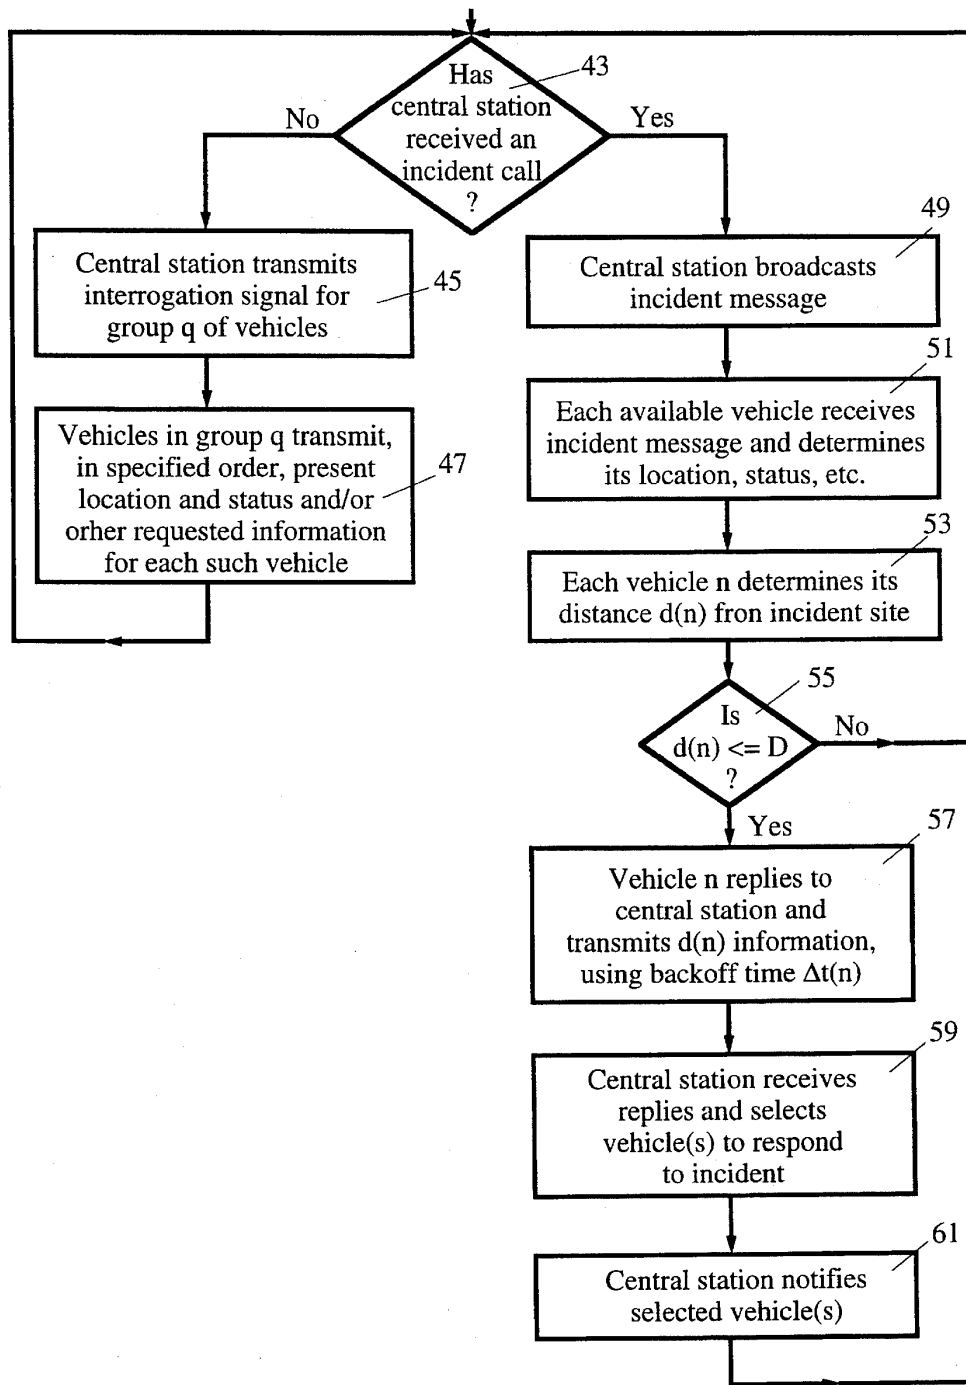 Has
central station
received an
incident call
?
43
No
Yes
Central station transmits
interrogation signal for
group q of vehicles
45
Vehicles in group q transmit,
in specified order, present
location and status and/or
orher requested information
for each such vehicle
47
Central station broadcasts
incident message
49
Each available vehicle receives
incident message and determines
its location, status, etc.
51
Each vehicle n determines its
distance d(n) fron incident site
53
Is
d(n) <= D
?
55
No
Yes
Vehicle n replies to
central station and
transmits d(n) information,
using backoff time Δt(n)
57
Central station receives
replies and selects
vehicle(s) to respond
to incident
59
Central station notifies
selected vehicle(s)
61